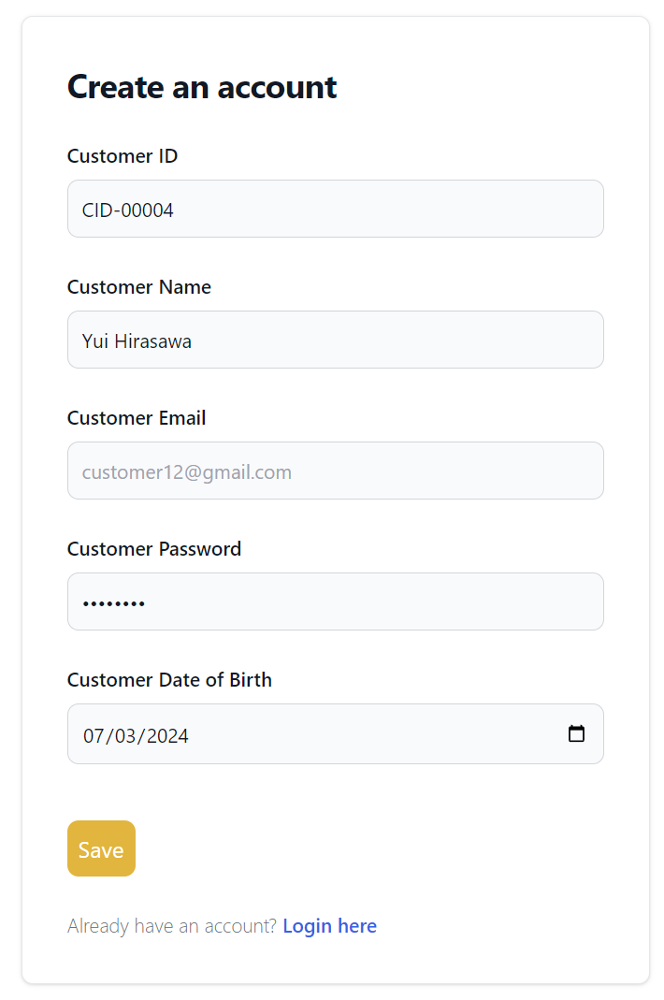 Create an account
Customer ID
CID-00004
Customer Name
Yui Hirasawa
Customer Email
customer12@gmail.com
Customer Password
••••••••
Customer Date of Birth
07/03/2024
Save
Already have an account? Login here